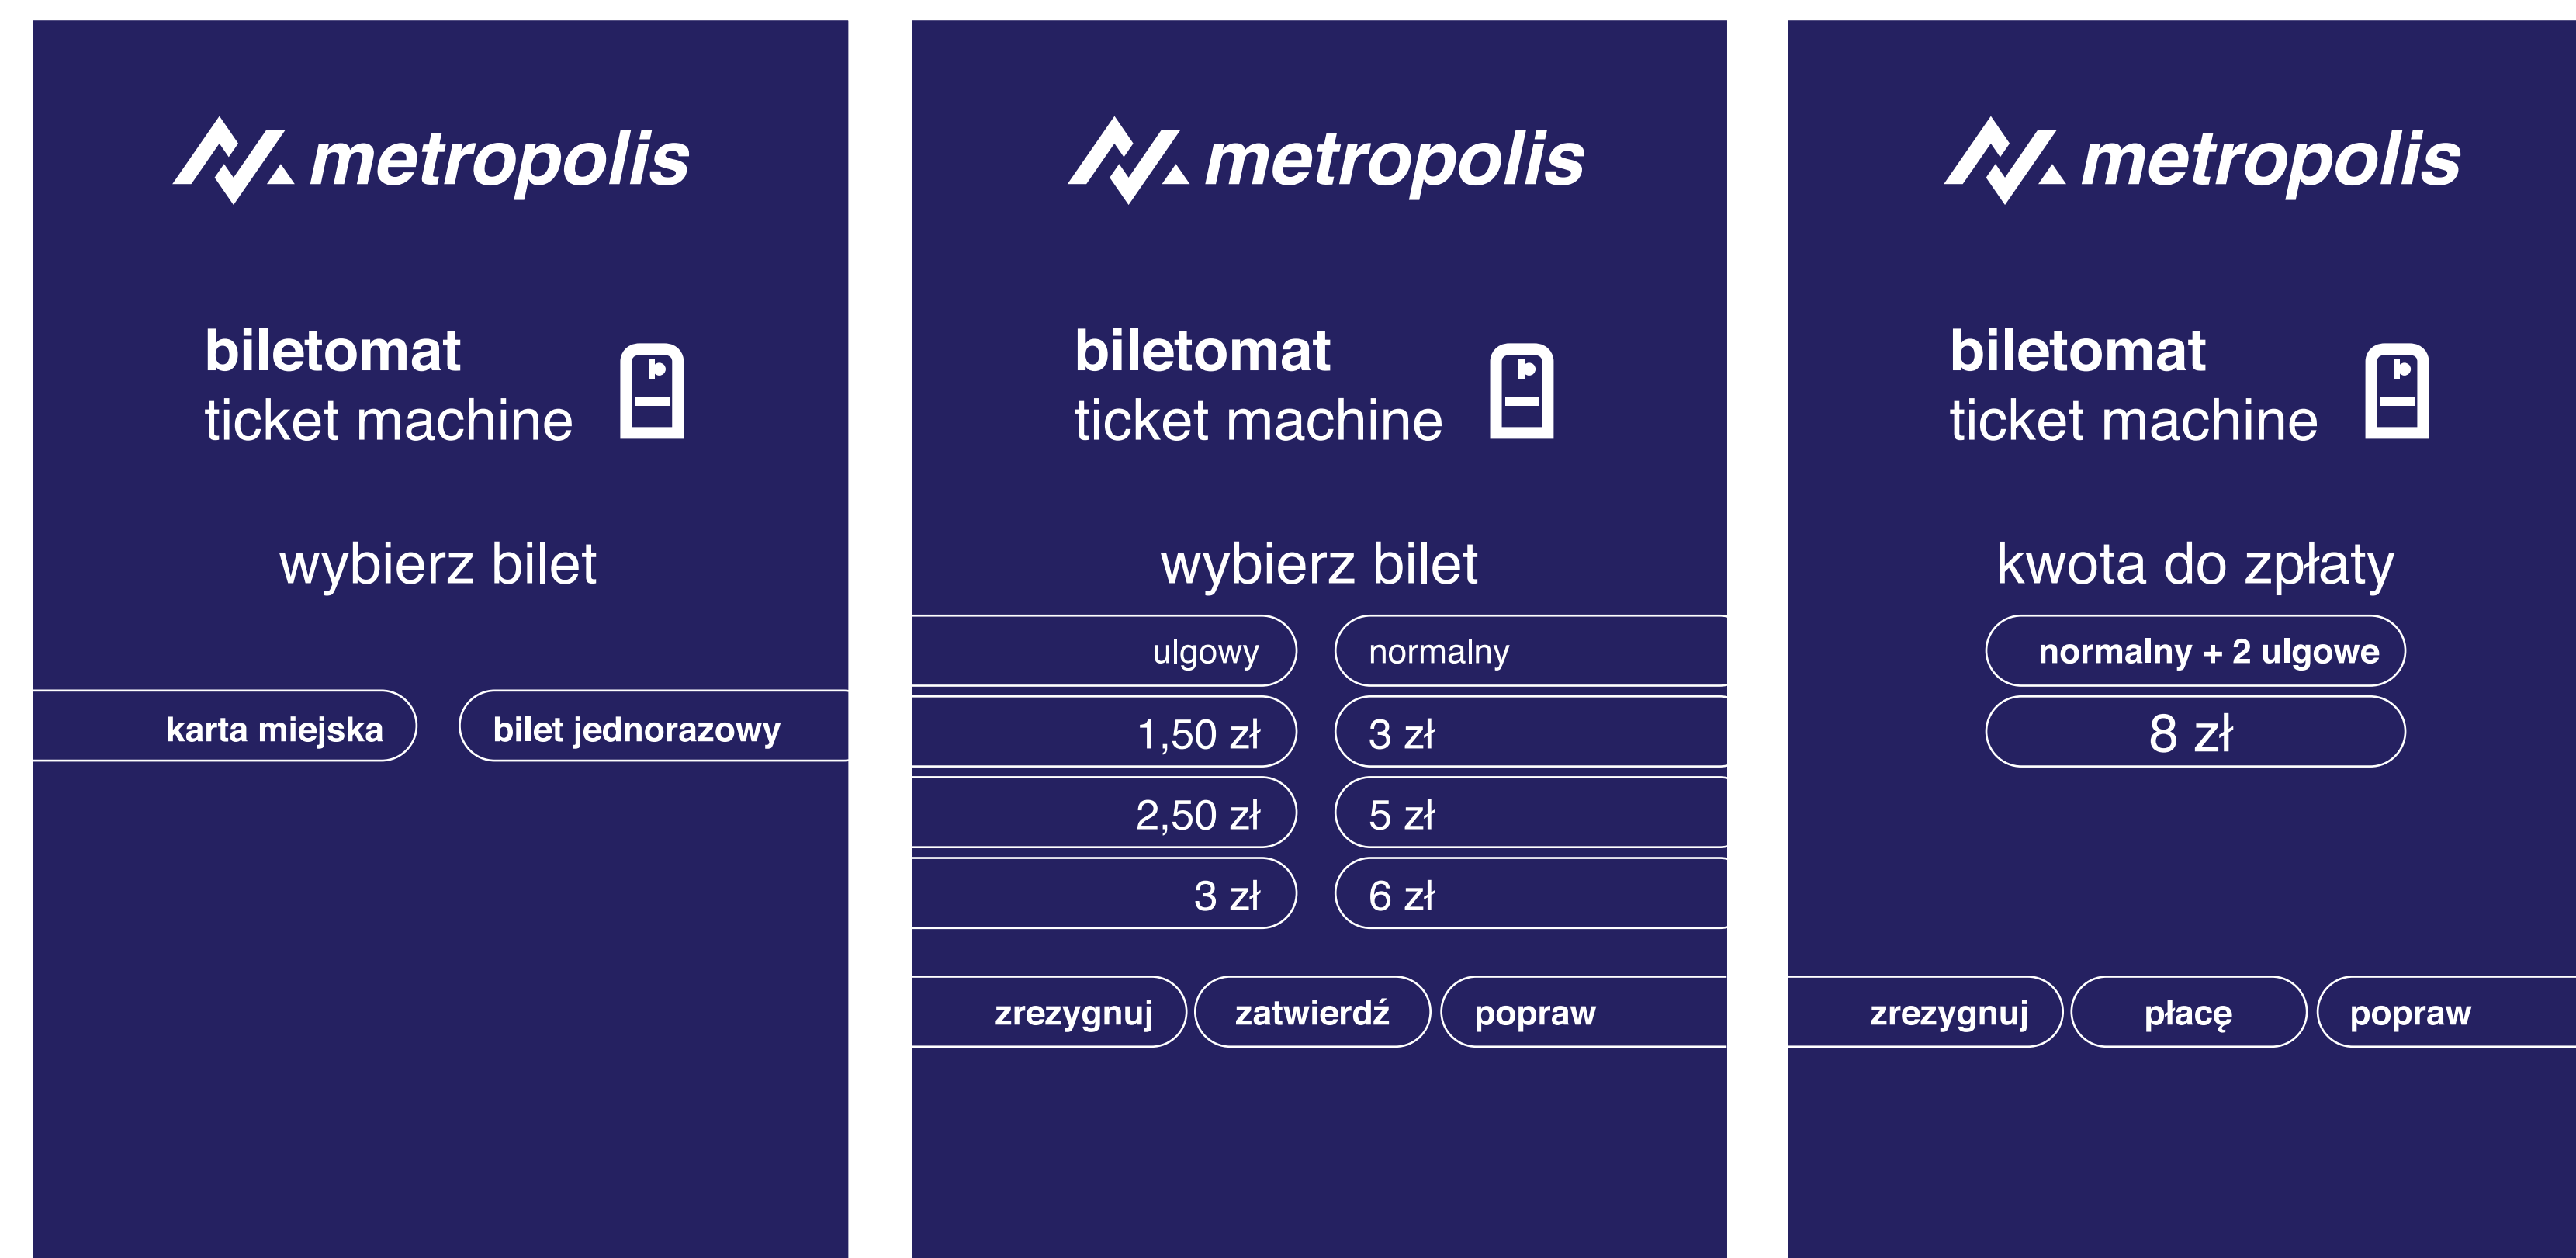 metropolis
biletomat
ticket machine
wybierz bilet
karta miejska
bilet jednorazowy
metropolis
biletomat
ticket machine
wybierz bilet
ulgowy normalny
1,50 zł 3 zł
2,50 zł 5 zł
3 zł 6 zł
zrezygnuj zatwierdź popraw
metropolis
biletomat
ticket machine
kwota do zpłaty
normalny + 2 ulgowe
8 zł
zrezygnuj płacę popraw